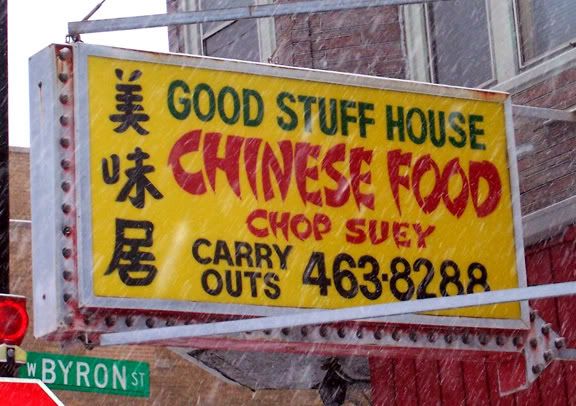 美味居
GOOD STUFF HOUSE
CHINESE FOOD
CHOP SUEY
CARRY OUTS
463-8288
W BYRON ST